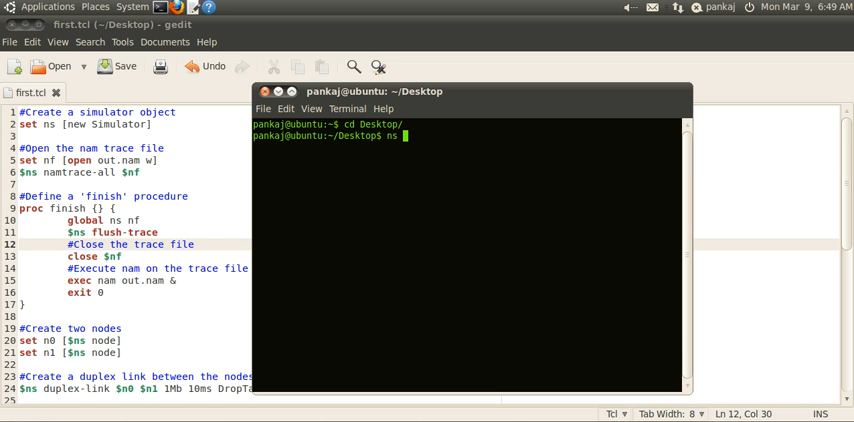 Applications Places System pankaj Mon Mar 9, 6:49 AM
first.tcl (~/Desktop) - gedit
File Edit View Search Tools Documents Help
Open Save Undo
first.tcl
1 #Create a simulator object
2 set ns [new Simulator]
3
4 #Open the nam trace file
5 set nf [open out.nam w]
6 $ns namtrace-all $nf
7
8 #Define a 'finish' procedure
9 proc finish {} {
10 global ns nf
11 $ns flush-trace
12 #Close the trace file
13 close $nf
14 #Execute nam on the trace file
15 exec nam out.nam &
16 exit 0
17 }
18
19 #Create two nodes
20 set n0 [$ns node]
21 set n1 [$ns node]
22
23 #Create a duplex link between the nodes
24 $ns duplex-link $n0 $n1 1Mb 10ms DropTa
25
pankaj@ubuntu: ~/Desktop
File Edit View Terminal Help
pankaj@ubuntu:~$ cd Desktop/
pankaj@ubuntu:~/Desktop$ ns
Tcl Tab Width: 8 Ln 12, Col 30 INS